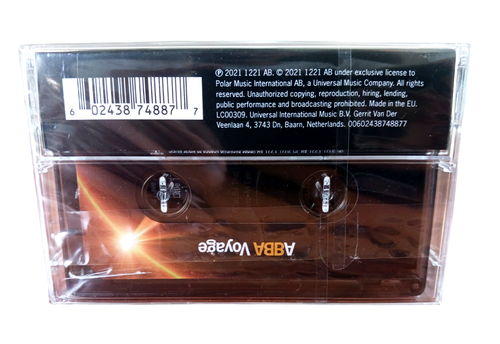 ℗ 2021 1221 AB. © 2021 1221 AB under exclusive license to
Polar Music International AB, a Universal Music Company. All rights
reserved. Unauthorized copying, reproduction, hiring, lending,
public performance and broadcasting prohibited. Made in the EU.
LC00309. Universal International Music B.V. Gerrit Van Der
Veenlaan 4, 3743 Dn, Baarn, Netherlands. 00602438748877
6 02438 74887 7
ABBA Voyage